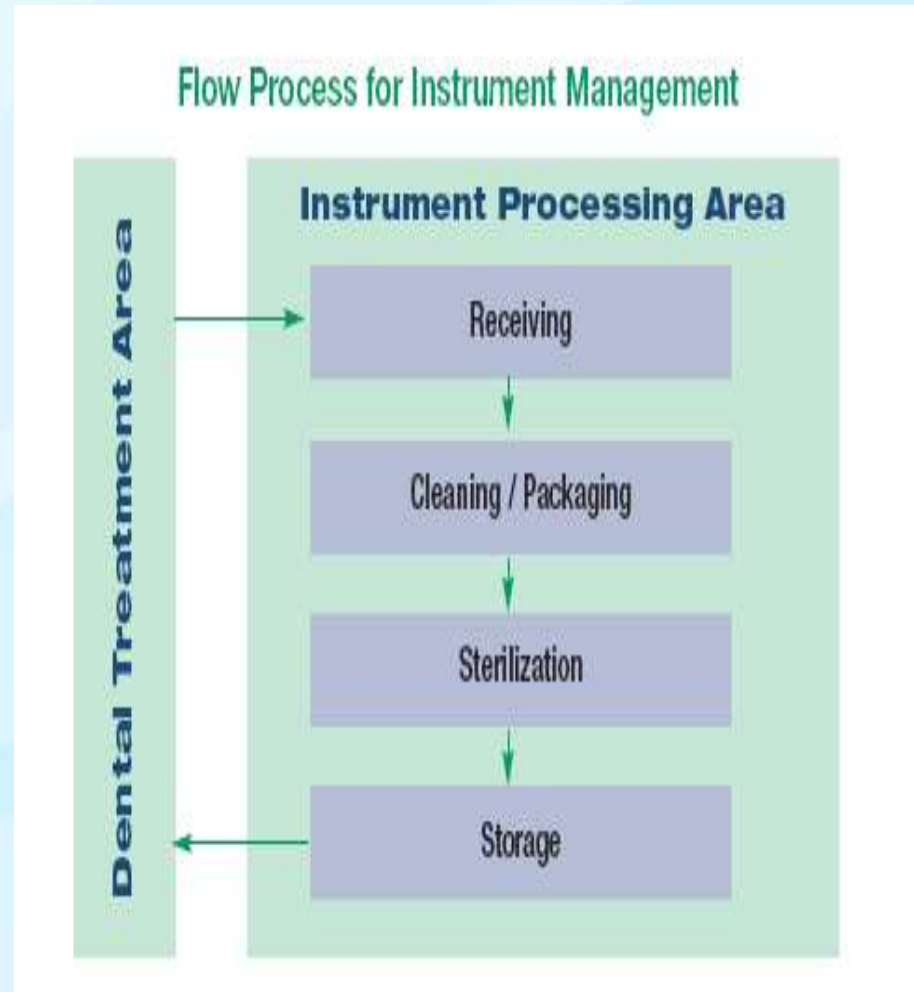 Flow Process for Instrument Management
Dental Treatment Area
Instrument Processing Area
Receiving
Cleaning / Packaging
Sterilization
Storage